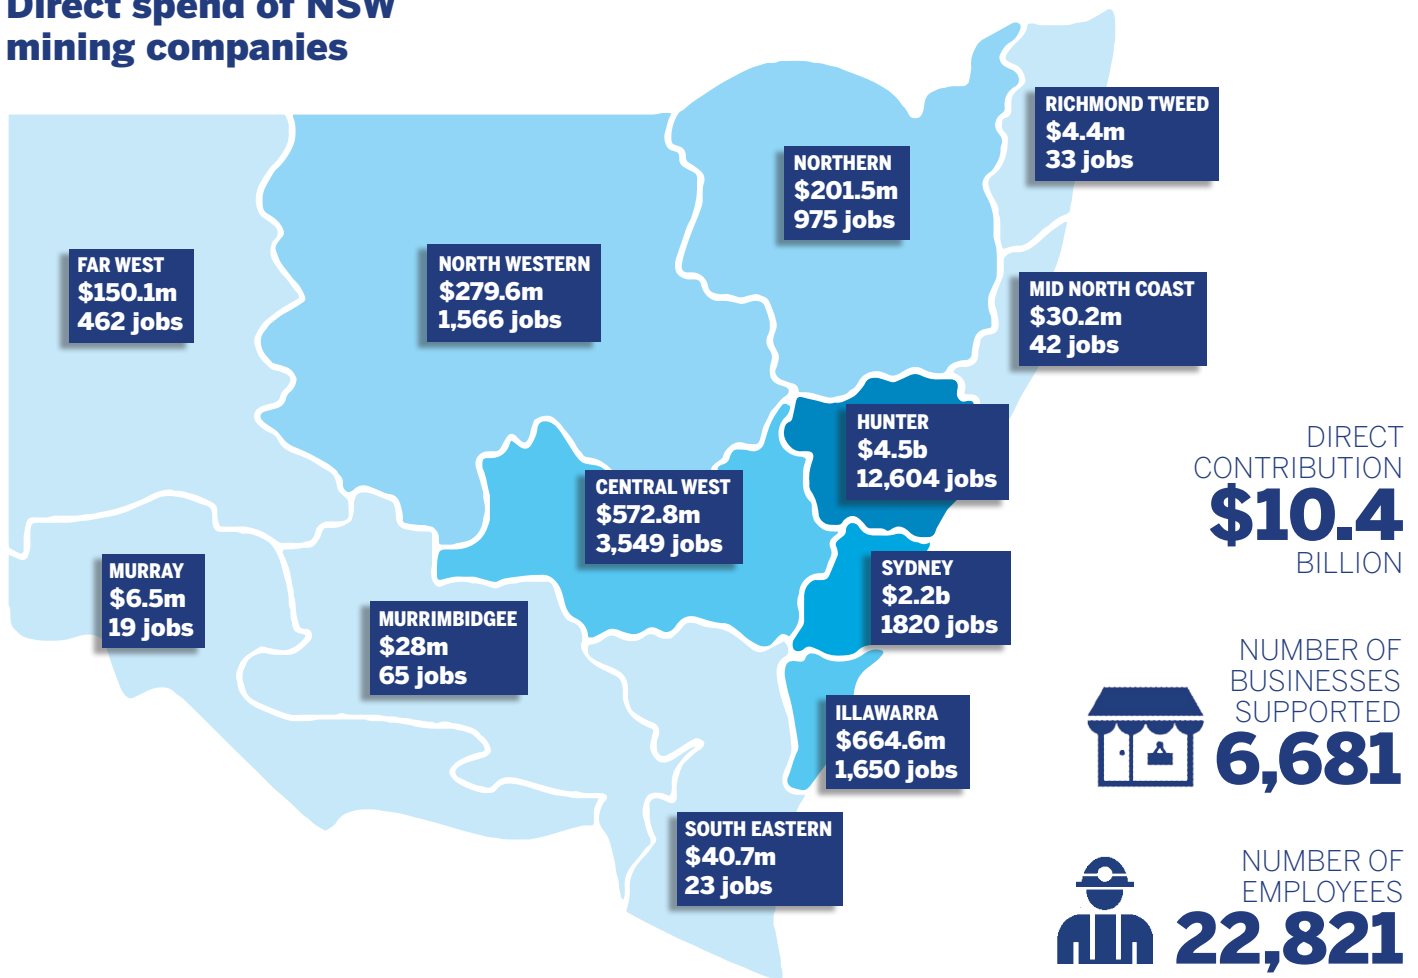 Direct spend of NSW
mining companies
RICHMOND TWEED
$4.4m
33 jobs
NORTHERN
$201.5m
975 jobs
FAR WEST
$150.1m
462 jobs
NORTH WESTERN
$279.6m
1,566 jobs
MID NORTH COAST
$30.2m
42 jobs
HUNTER
$4.5b
12,604 jobs
CENTRAL WEST
$572.8m
3,549 jobs
SYDNEY
$2.2b
1820 jobs
MURRAY
$6.5m
19 jobs
MURRIMBIDGEE
$28m
65 jobs
ILLAWARRA
$664.6m
1,650 jobs
SOUTH EASTERN
$40.7m
23 jobs
DIRECT
CONTRIBUTION
$10.4
BILLION
NUMBER OF
BUSINESSES
SUPPORTED
6,681
NUMBER OF
EMPLOYEES
22,821